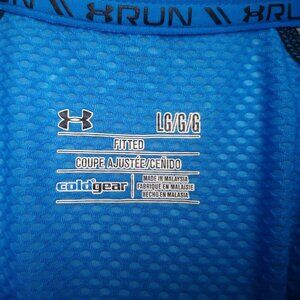 RUN \\ RUN
LG/G/G
FITTED
COUPE AJUSTÉE/CEÑIDO
coldgear
MADE IN MALAYSIA
FABRIQUÉ EN MALAISIE
HECHO EN MALASIA